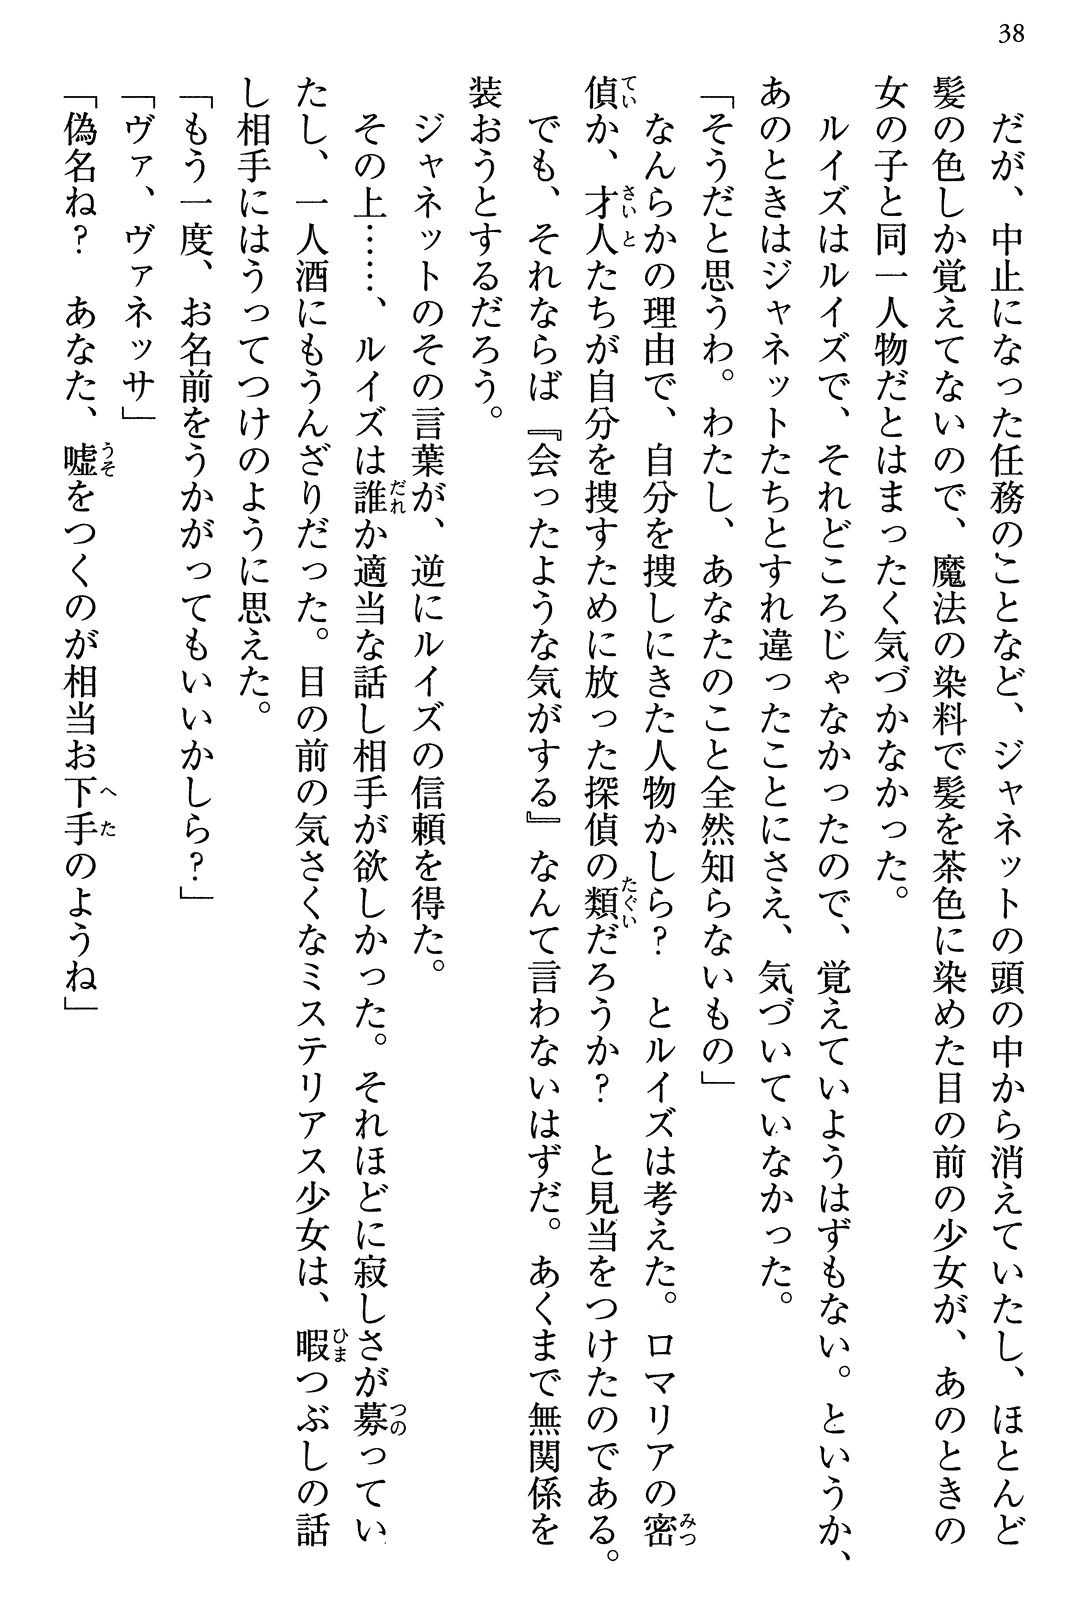 38
だが、中止になった任務のことなど、ジャネットの頭の中から消えていたし、ほとんど
髪の色しか覚えてないので、魔法の染料で髪を茶色に染めた目の前の少女が、あのときの
女の子と同一人物だとはまったく気づかなかった。
ルイズはルイズで、それどころじゃなかったので、覚えていようはずもない。というか、
あのときはジャネットたちとすれ違ったことにさえ、気づいていなかった。
「そうだと思うわ。わたし、あなたのこと全然知らないもの」
なんらかの理由で、自分を捜しにきた人物かしら？　とルイズは考えた。ロマリアの密
偵か、才人たちが自分を捜すために放った探偵の類だろうか？　と見当をつけたのである。
でも、それならば『会ったような気がする』なんて言わないはずだ。あくまで無関係を
装おうとするだろう。
ジャネットのその言葉が、逆にルイズの信頼を得た。
その上……、ルイズは誰か適当な話し相手が欲しかった。それほどに寂しさが募ってい
たし、一人酒にもうんざりだった。目の前の気さくなミステリアス少女は、暇つぶしの話
し相手にはうってつけのように思えた。
「もう一度、お名前をうかがってもいいかしら？」
「ヴァ、ヴァネッサ」
「偽名ね？　あなた、嘘をつくのが相当お下手のようね」